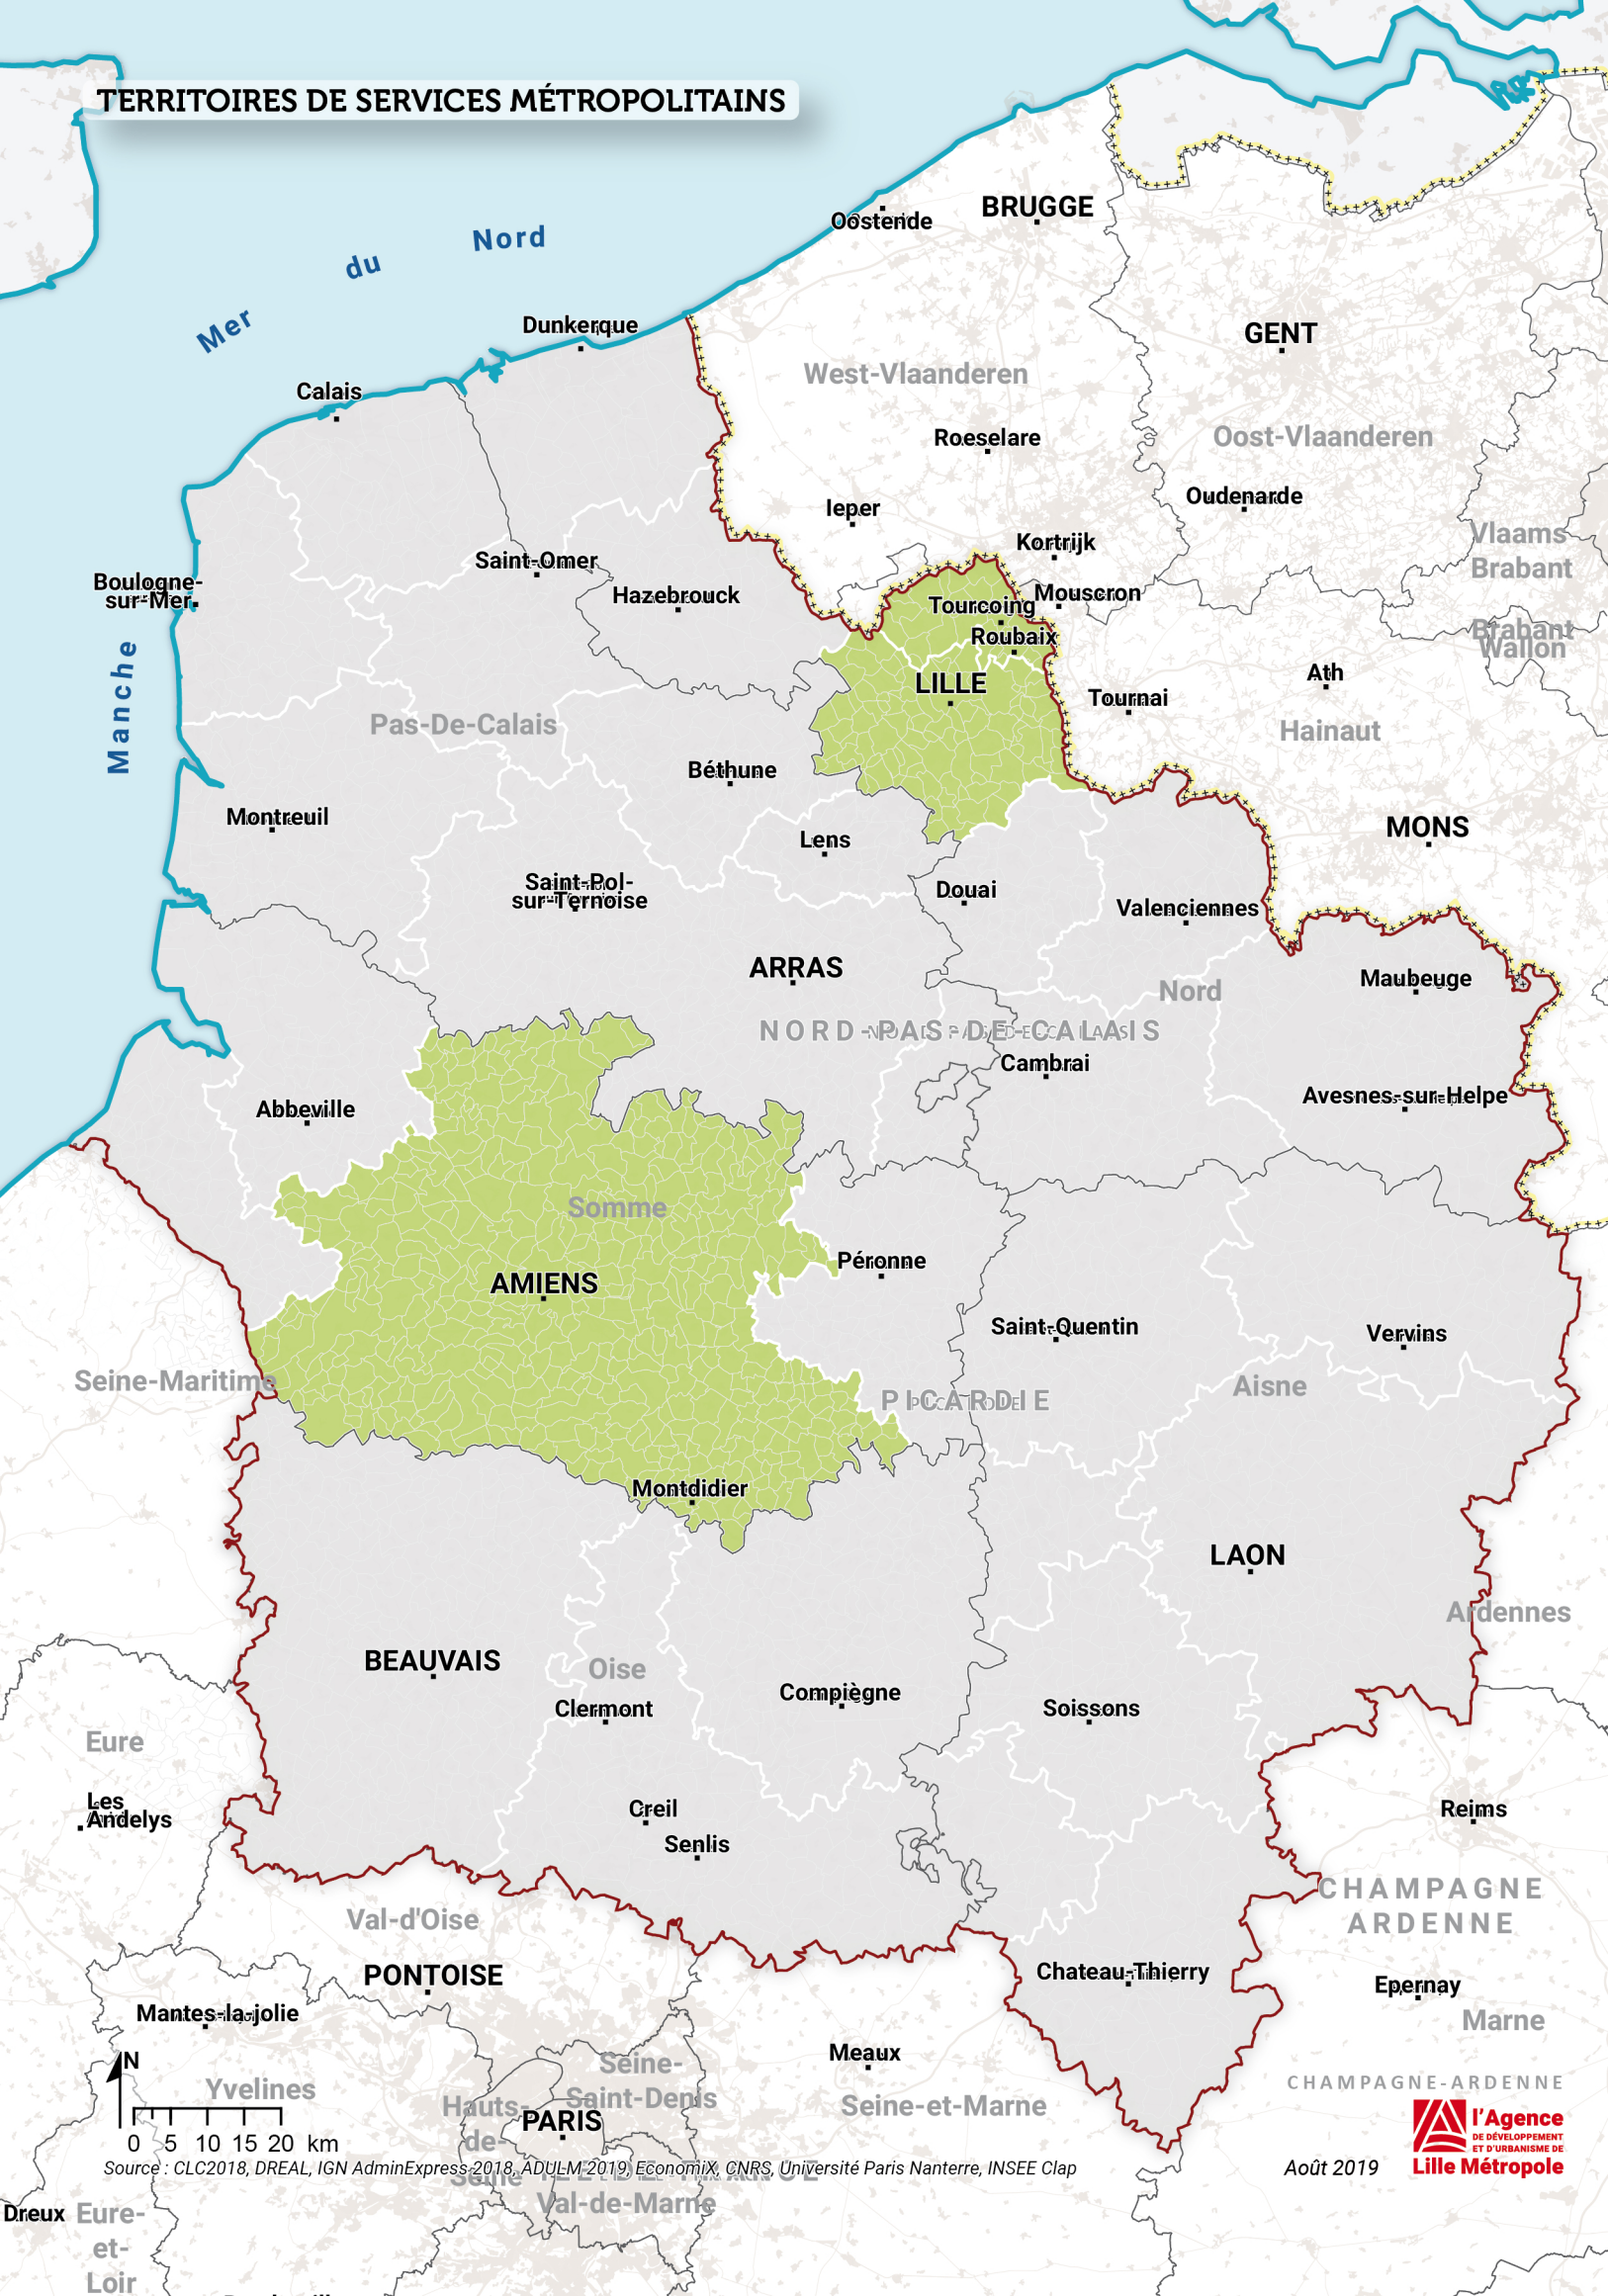 TERRITOIRES DE SERVICES MÉTROPOLITAINS
Oostende
BRUGGE
Mer du Nord
Dunkerque
GENT
West-Vlaanderen
Calais
Roeselare
Oost-Vlaanderen
Oudenarde
Ieper
Vlaams
Brabant
Kortrijk
Saint-Omer
Boulogne-
sur-Mer
Hazebrouck
Mouscron
Tourcoing
Roubaix
Brabant
Wallon
Manche
LILLE
Ath
Tournai
Pas-De-Calais
Hainaut
Béthune
Montreuil
MONS
Lens
Saint-Pol-
sur-Ternoise
Douai
Valenciennes
ARRAS
Maubeuge
Nord
NORD-PAS-DE-CALAIS
Cambrai
Abbeville
Avesnes-sur-Helpe
Somme
Péronne
AMIENS
Saint-Quentin
Vervins
Seine-Maritime
Aisne
PICARDIE
Montdidier
LAON
Ardennes
BEAUVAIS
Oise
Compiègne
Clermont
Soissons
Eure
Les
Andelys
Creil
Reims
Senlis
CHAMPAGNE
ARDENNE
Val-d'Oise
PONTOISE
Chateau-Thierry
Epernay
Mantes-la-jolie
Marne
Meaux
N
Seine-
Saint-Denis
Yvelines
CHAMPAGNE-ARDENNE
Hauts-
de-
Seine
PARIS
Seine-et-Marne
0 5 10 15 20 km
l'Agence
DE DÉVELOPPEMENT
ET D'URBANISME DE
Lille Métropole
Source : CLC2018, DREAL, IGN AdminExpress 2018, ADULM 2019, EconomiX, CNRS, Université Paris Nanterre, INSEE Clap
Août 2019
Val-de-Marne
Dreux
Eure-
et-
Loir